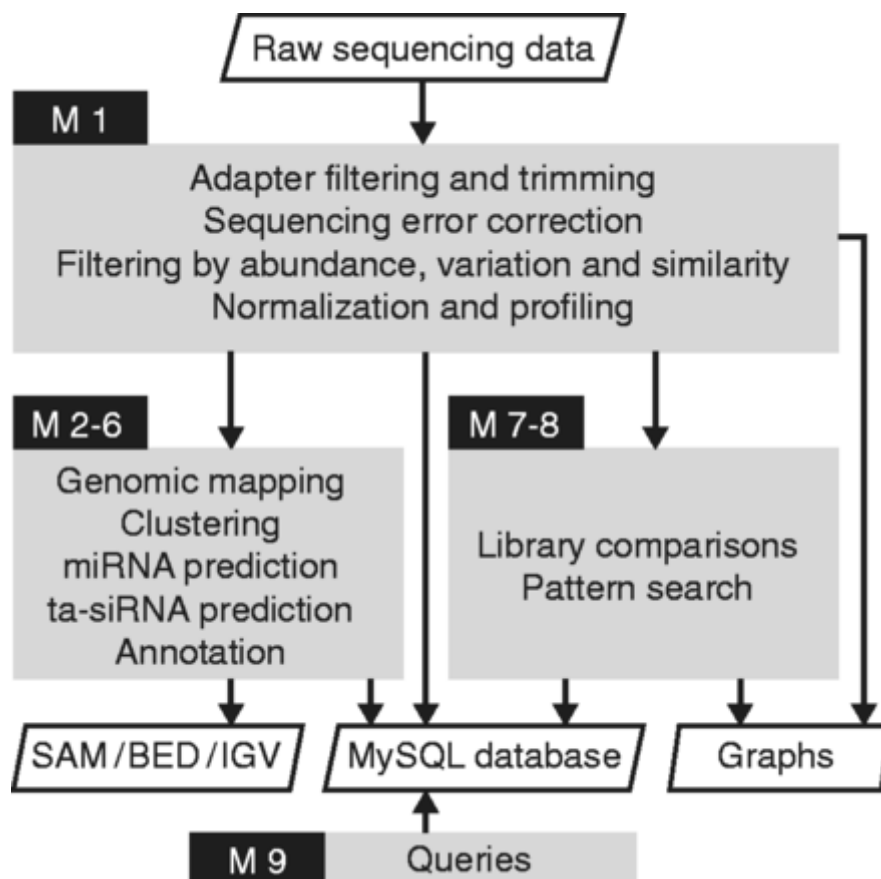 Raw sequencing data
M 1
Adapter filtering and trimming
Sequencing error correction
Filtering by abundance, variation and similarity
Normalization and profiling
M 2-6
Genomic mapping
Clustering
miRNA prediction
ta-siRNA prediction
Annotation
M 7-8
Library comparisons
Pattern search
SAM/BED/IGV
MySQL database
Graphs
M 9
Queries